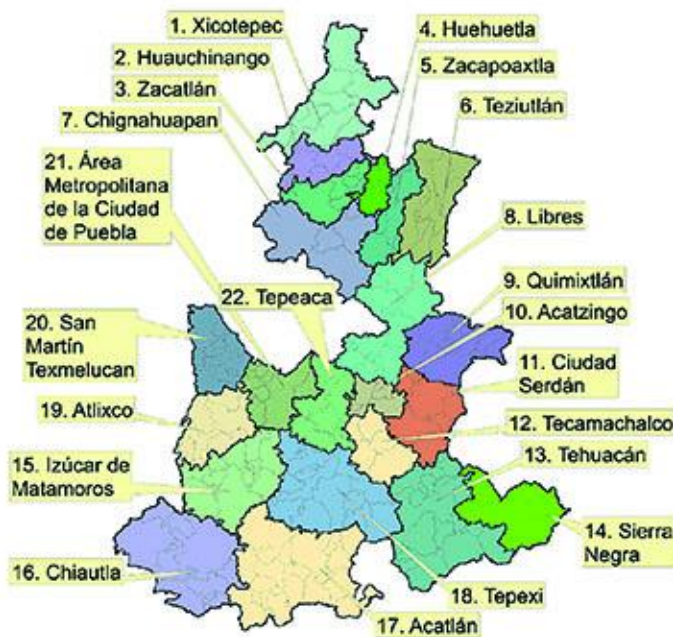 1. Xicotepec
2. Huauchinango
3. Zacatlán
7. Chignahuapan
21. Área
Metropolitana
de la Ciudad
de Puebla
4. Huehuetla
5. Zacapoaxtla
6. Teziutlán
8. Libres
22. Tepeaca
9. Quimixtlán
10. Acatzingo
20. San
Martín
Texmelucan
11. Ciudad
Serdán
19. Atlixco
12. Tecamachalco
13. Tehuacán
15. Izúcar de
Matamoros
14. Sierra
Negra
16. Chiautla
18. Tepexi
17. Acatlán